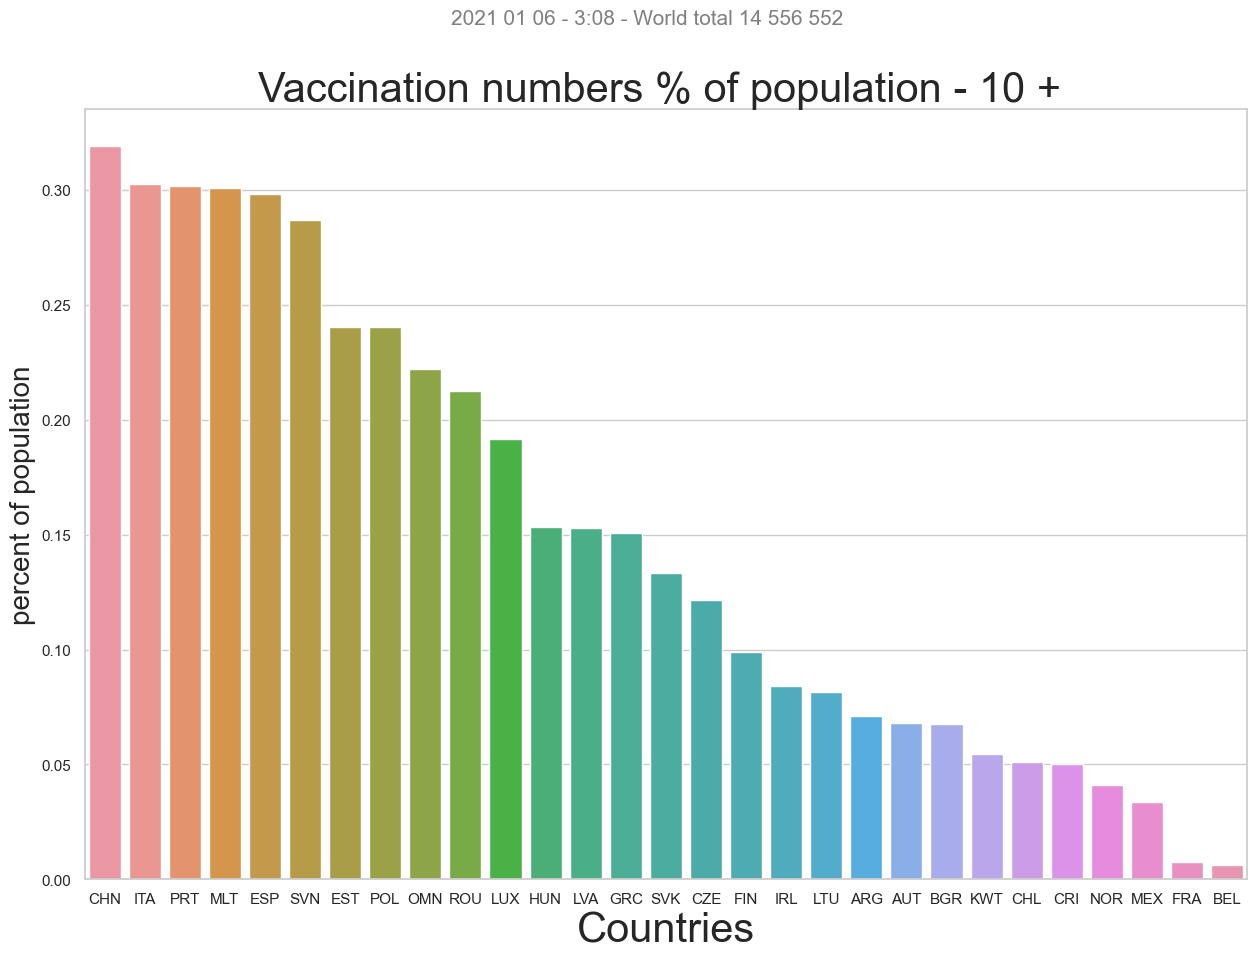 2021 01 06 - 3:08 - World total 14 556 552
Vaccination numbers % of population - 10 +
percent of population
0.30
0.25
0.20
0.15
0.10
0.05
0.00
CHN ITA PRT MLT ESP SVN EST POL OMN ROU LUX HUN LVA GRC SVK CZE FIN IRL LTU ARG AUT BGR KWT CHL CRI NOR MEX FRA BEL
Countries